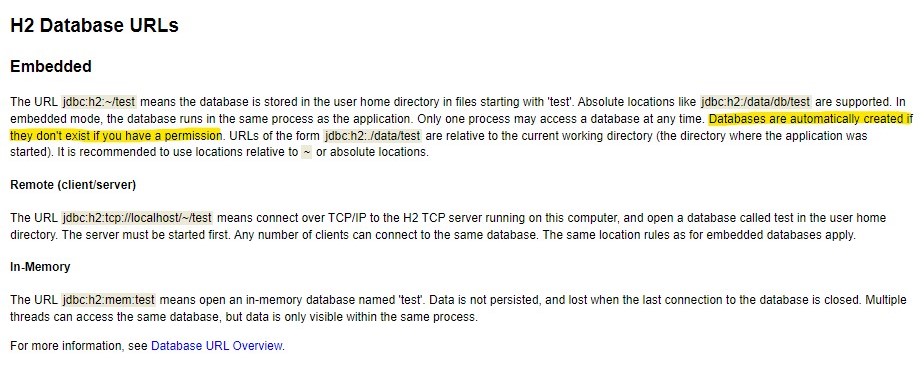 H2 Database URLs
Embedded
The URL jdbc:h2:~/test means the database is stored in the user home directory in files starting with 'test'. Absolute locations like jdbc:h2:/data/db/test are supported. In
embedded mode, the database runs in the same process as the application. Only one process may access a database at any time. Databases are automatically created if
they don't exist if you have a permission. URLs of the form jdbc:h2:./data/test are relative to the current working directory (the directory where the application was
started). It is recommended to use locations relative to ~ or absolute locations.
Remote (client/server)
The URL jdbc:h2:tcp://localhost/~/test means connect over TCP/IP to the H2 TCP server running on this computer, and open a database called test in the user home
directory. The server must be started first. Any number of clients can connect to the same database. The same location rules as for embedded databases apply.
In-Memory
The URL jdbc:h2:mem:test means open an in-memory database named 'test'. Data is not persisted, and lost when the last connection to the database is closed. Multiple
threads can access the same database, but data is only visible within the same process.
For more information, see Database URL Overview.